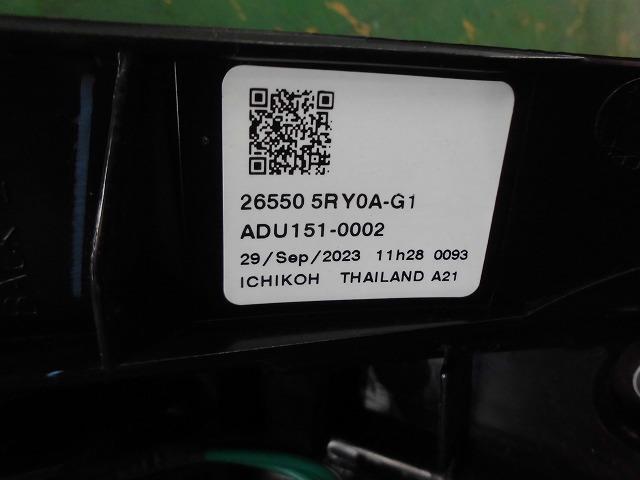 26550 5RY0A-G1
ADU151-0002
29/Sep/2023 11h28 0093
ICHIKOH THAILAND A21